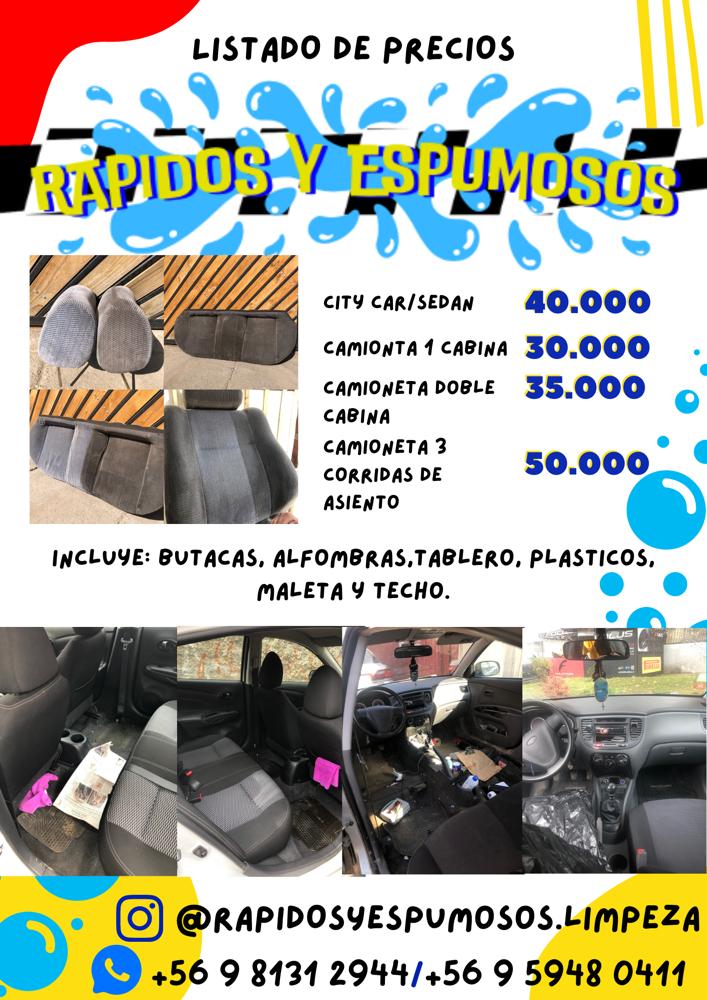 LISTADO DE PRECIOS
RAPIDOS Y ESPUMOSOS
CITY CAR/SEDAN 40.000
CAMIONTA 1 CABINA 30.000
CAMIONETA DOBLE 35.000
CABINA
CAMIONETA 3
CORRIDAS DE 50.000
ASIENTO
INCLUYE: BUTACAS, ALFOMBRAS,TABLERO, PLASTICOS,
MALETA Y TECHO.
@RAPIDOSYESPUMOSOS.LIMPEZA
+56 9 8131 2944/+56 9 5948 0411